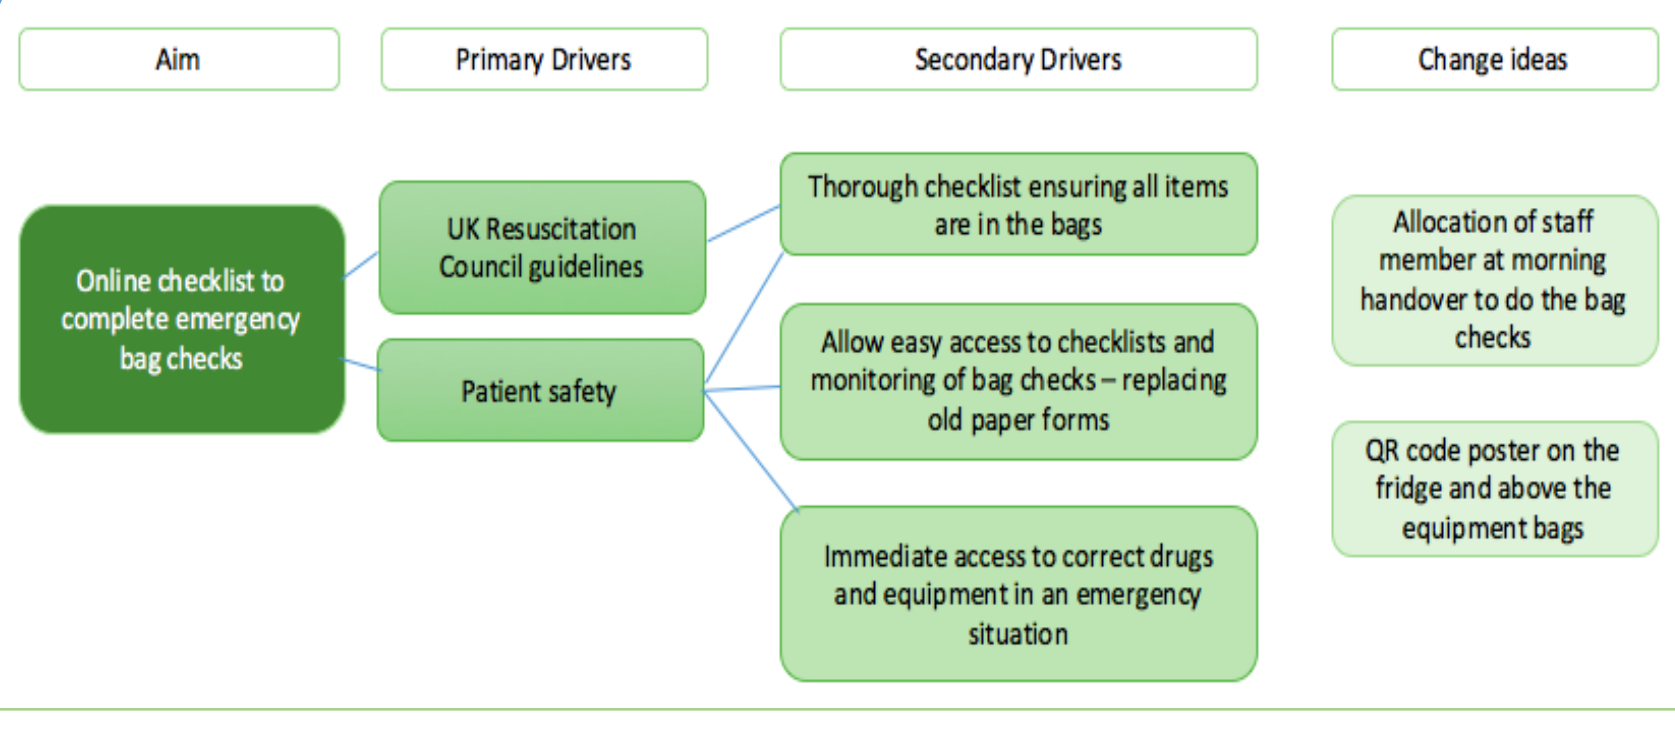 Aim
Primary Drivers
Secondary Drivers
Change ideas
Online checklist to
complete emergency
bag checks
UK Resuscitation
Council guidelines
Patient safety
Thorough checklist ensuring all items
are in the bags
Allow easy access to checklists and
monitoring of bag checks – replacing
old paper forms
Immediate access to correct drugs
and equipment in an emergency
situation
Allocation of staff
member at morning
handover to do the bag
checks
QR code poster on the
fridge and above the
equipment bags